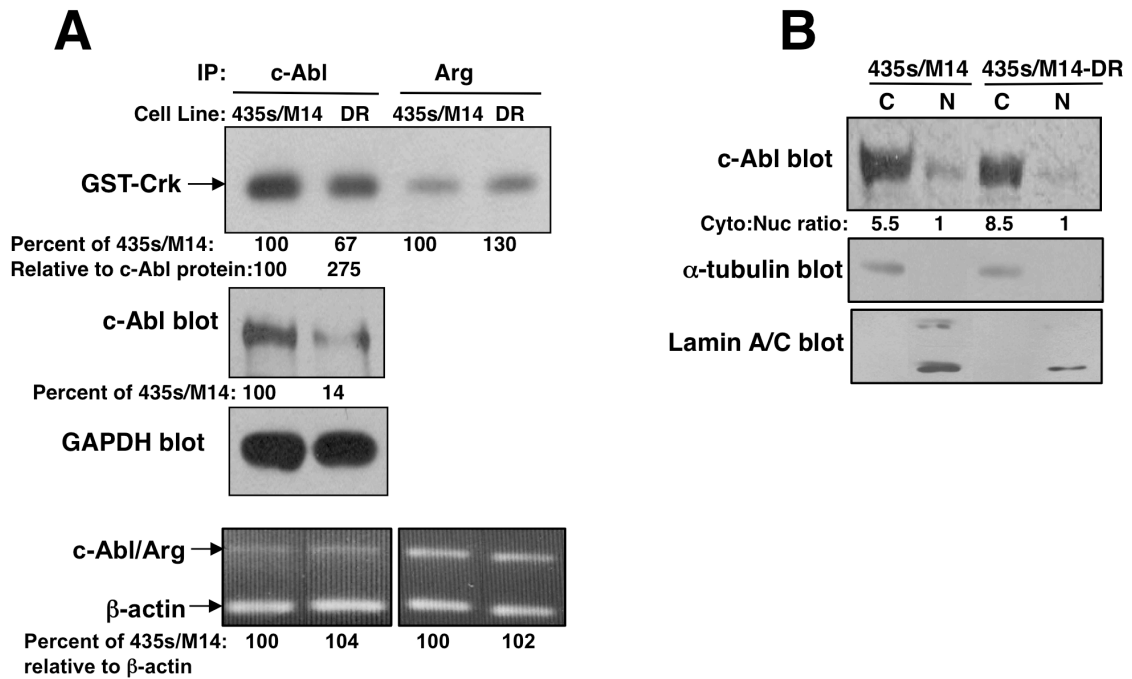 A
IP: c-Abl Arg
Cell Line: 435s/M14 DR 435s/M14 DR
GST-Crk
Percent of 435s/M14: 100 67 100 130
Relative to c-Abl protein:100 275
c-Abl blot
Percent of 435s/M14: 100 14
GAPDH blot
c-Abl/Arg
β-actin
Percent of 435s/M14: 100 104 100 102
relative to β-actin
B
435s/M14 435s/M14-DR
C N C N
c-Abl blot
Cyto:Nuc ratio: 5.5 1 8.5 1
α-tubulin blot
Lamin A/C blot